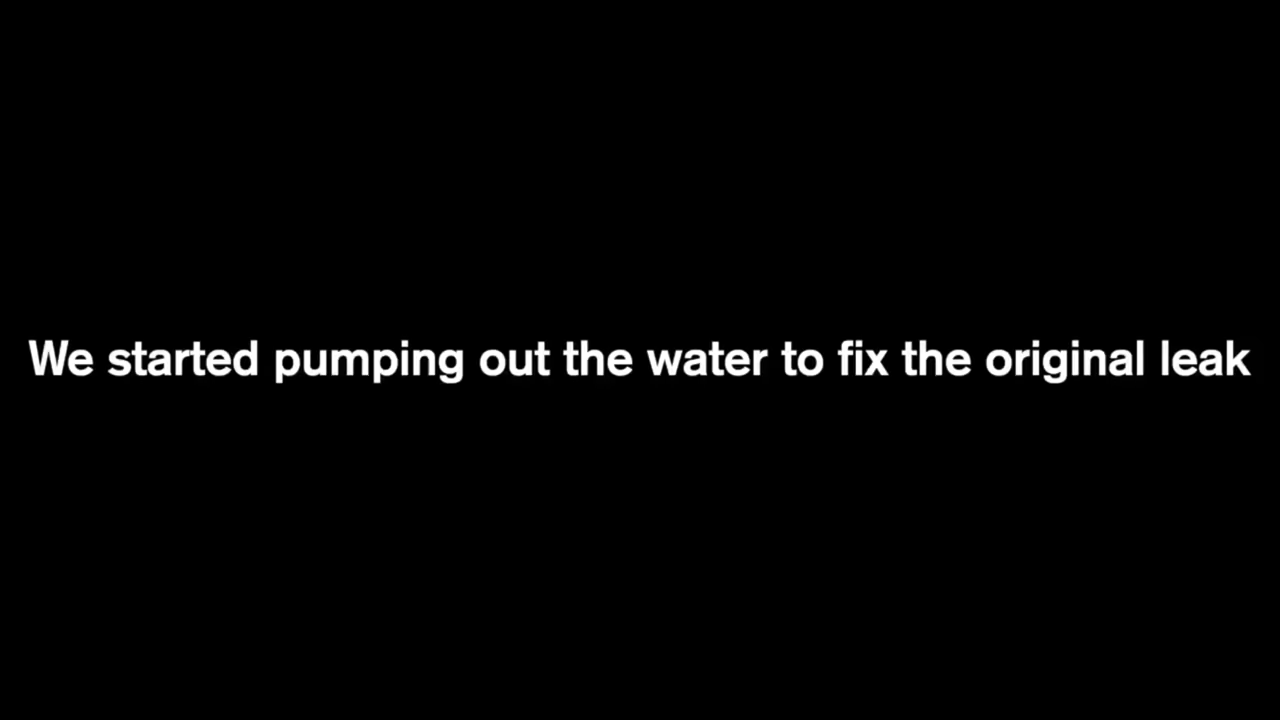 We started pumping out the water to fix the original leak